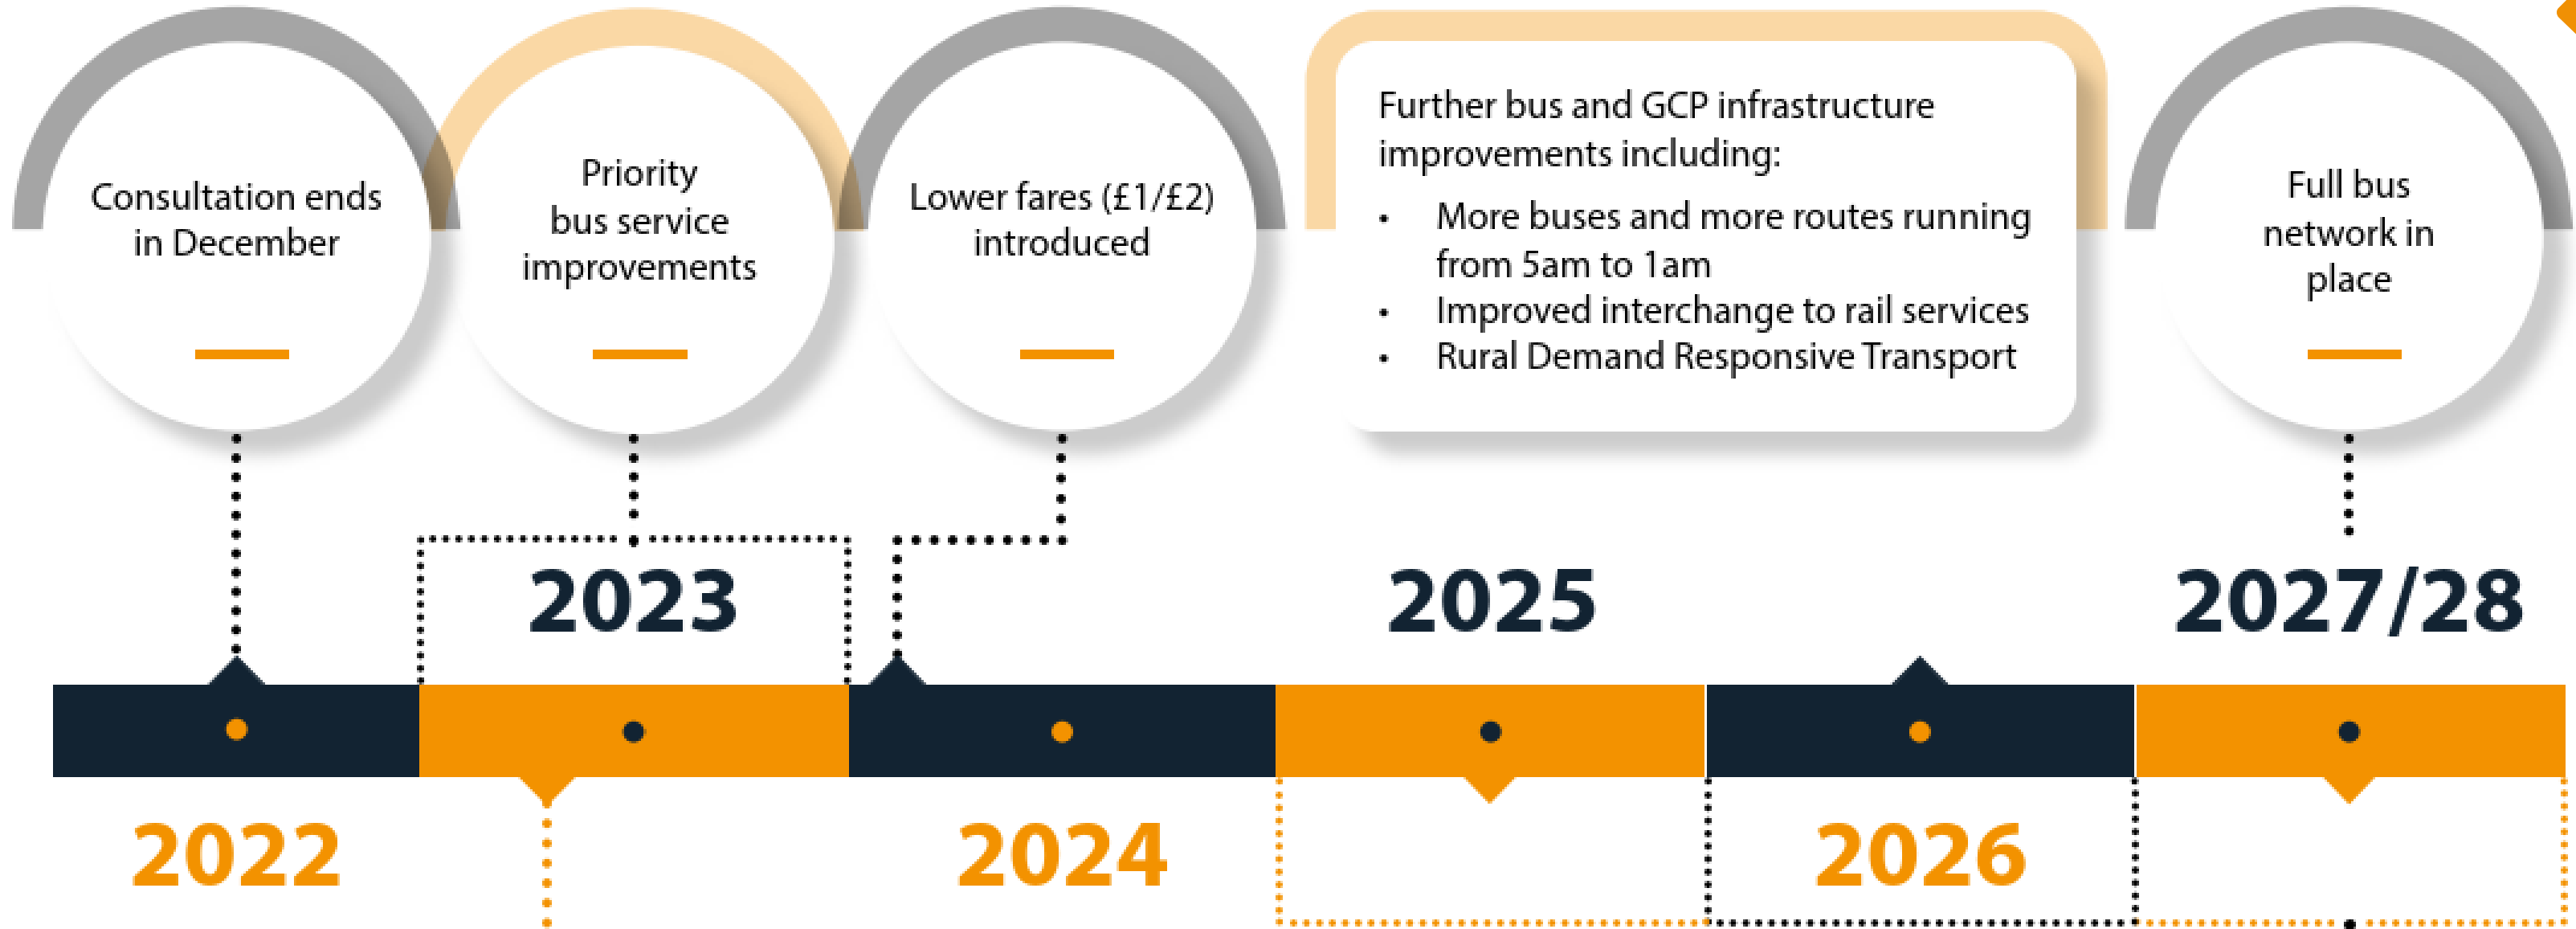 Consultation ends
in December
Priority
bus service
improvements
Lower fares (£1/£2)
introduced
Further bus and GCP infrastructure
improvements including:
• More buses and more routes running
from 5am to 1am
• Improved interchange to rail services
• Rural Demand Responsive Transport
Full bus
network in
place
2023
2025
2027/28
2022
2024
2026